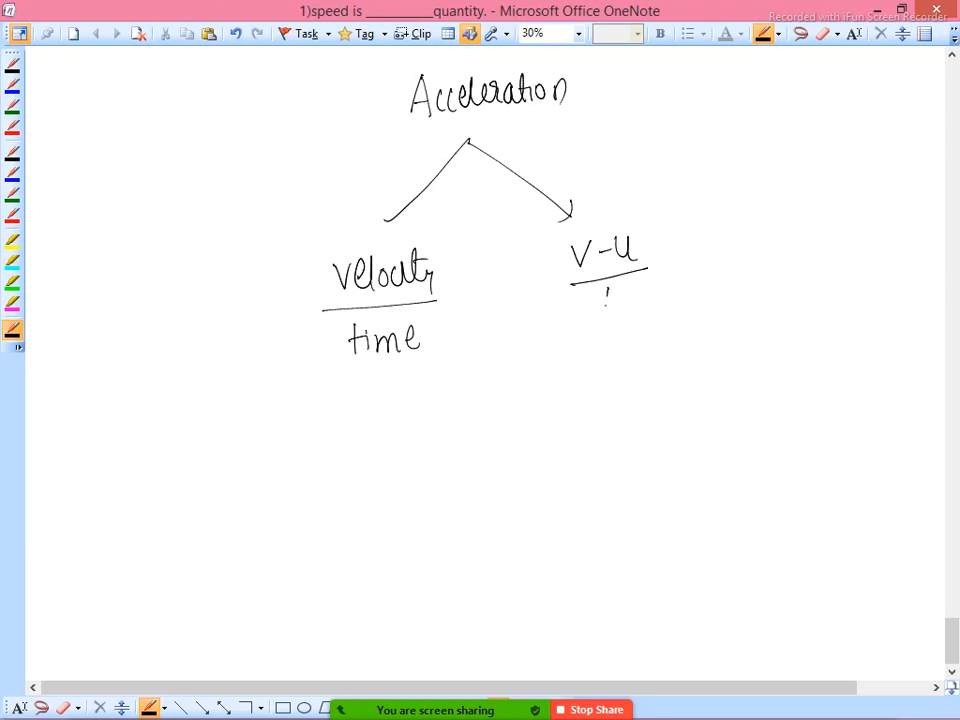 1)speed is _________quantity. - Microsoft Office OneNote
Recorded with iFun Screen Recorder
Task Tag Clip 30% B A
Acceleration
velocity
time
V-U
You are screen sharing Stop Share